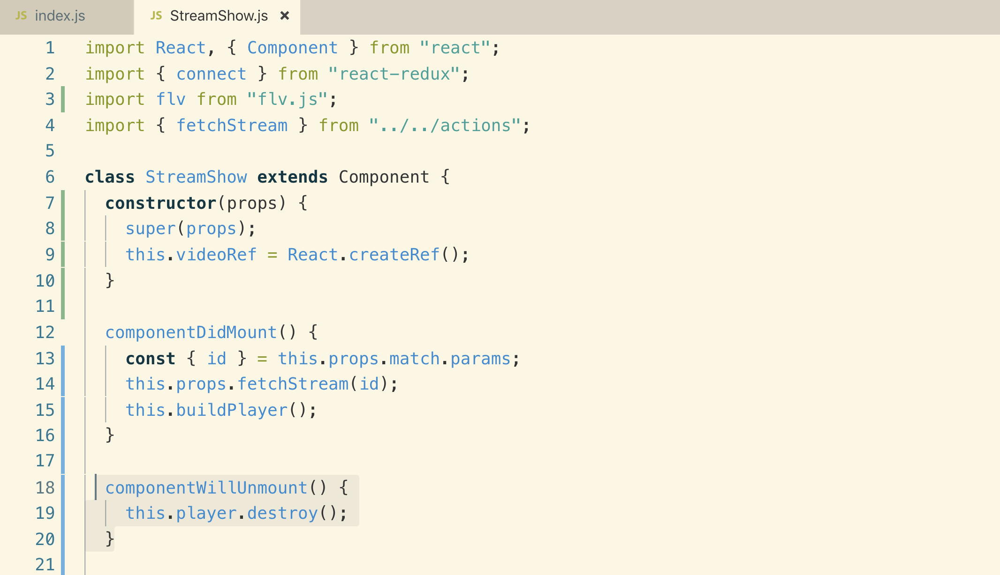 JS index.js JS StreamShow.js ×
1 import React, { Component } from "react";
2 import { connect } from "react-redux";
3 import flv from "flv.js";
4 import { fetchStream } from "../../actions";
5
6 class StreamShow extends Component {
7   constructor(props) {
8     super(props);
9     this.videoRef = React.createRef();
10   }
11
12   componentDidMount() {
13     const { id } = this.props.match.params;
14     this.props.fetchStream(id);
15     this.buildPlayer();
16   }
17
18   componentWillUnmount() {
19     this.player.destroy();
20   }
21